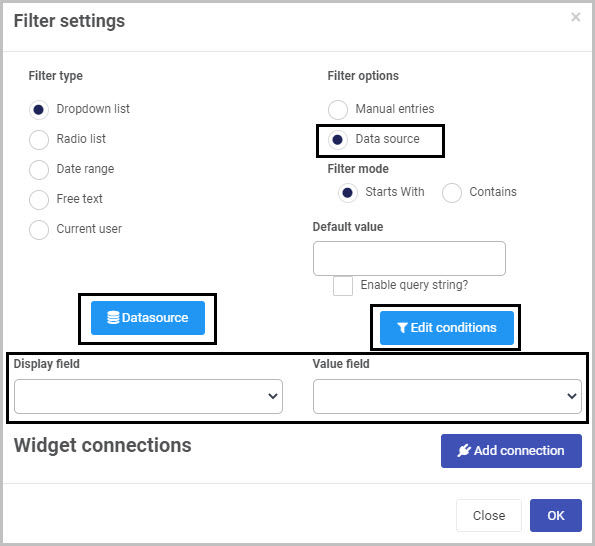 Filter settings
×
Filter type
Dropdown list
Radio list
Date range
Free text
Current user
Filter options
Manual entries
Data source
Filter mode
Starts With
Contains
Default value
Enable query string?
Datasource
Edit conditions
Display field
Value field
Widget connections
Add connection
Close
OK